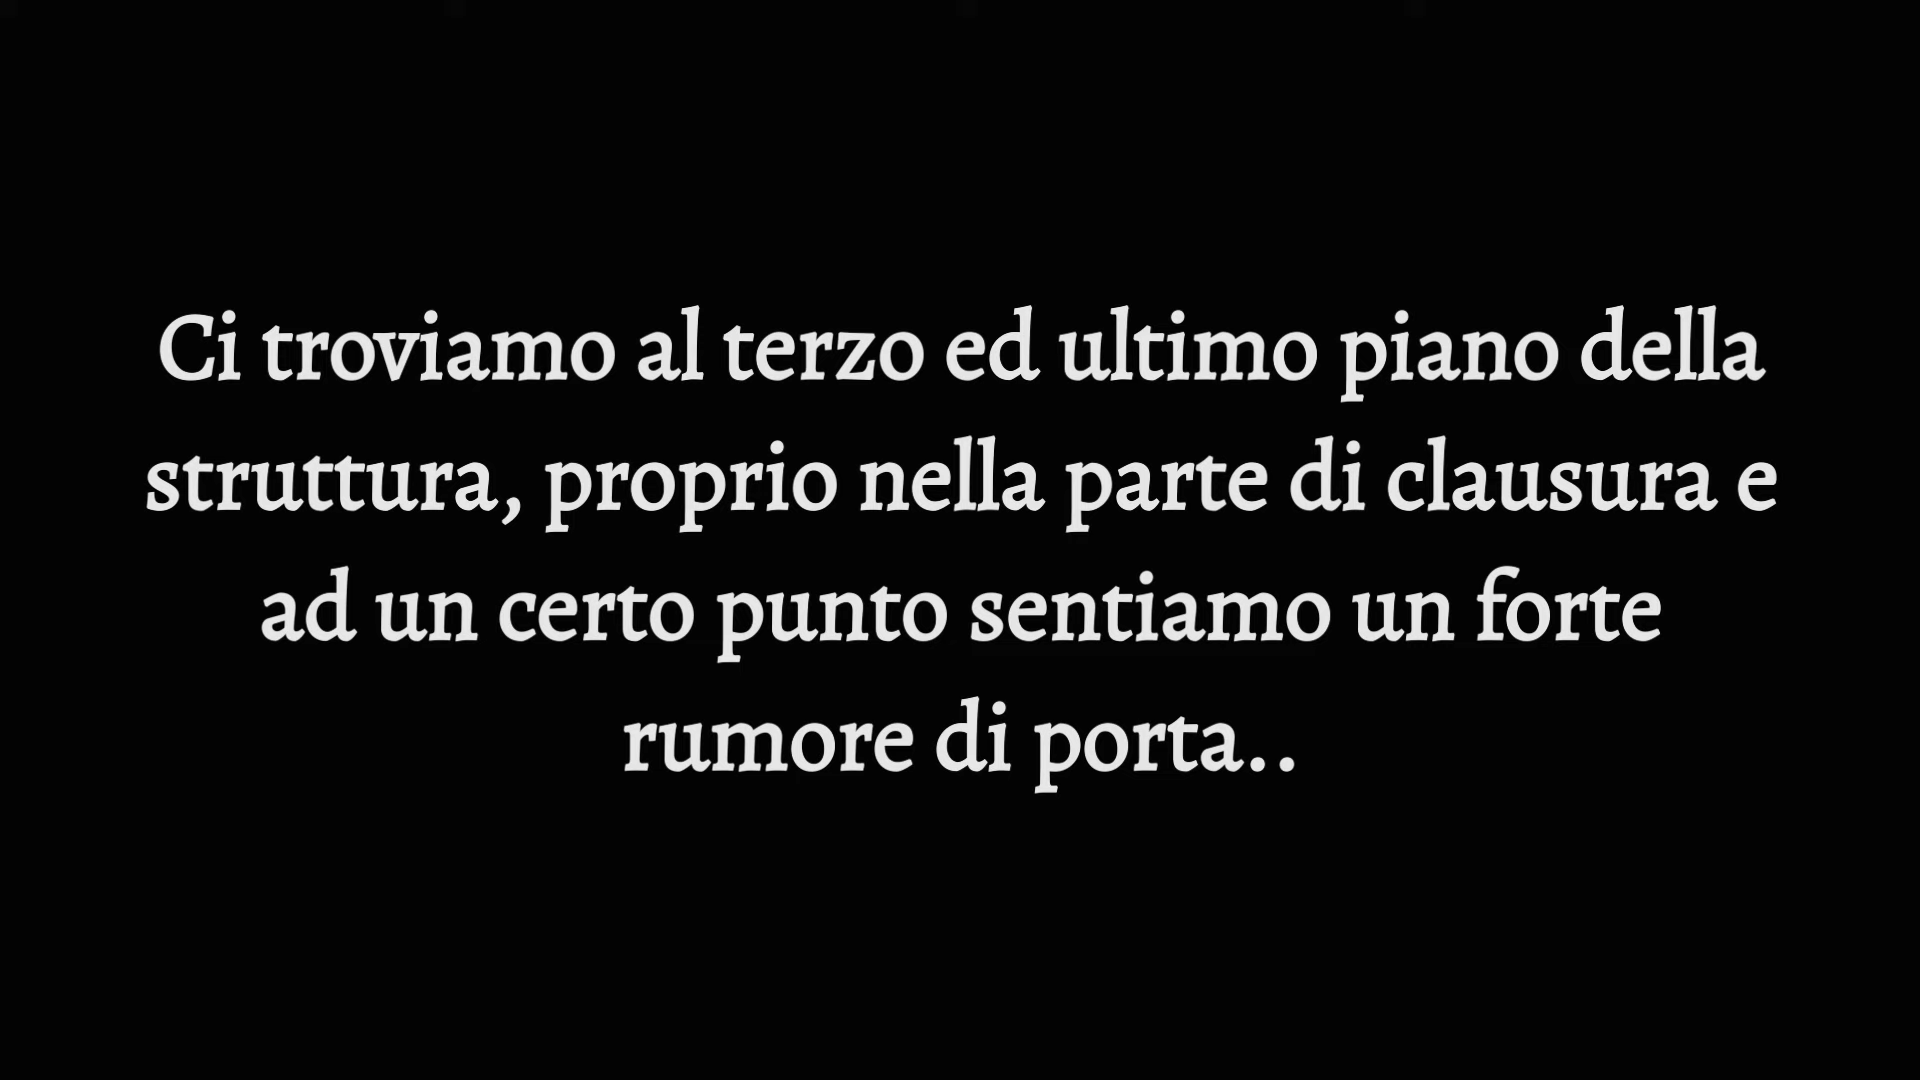 Ci troviamo al terzo ed ultimo piano della
struttura, proprio nella parte di clausura e
ad un certo punto sentiamo un forte
rumore di porta..